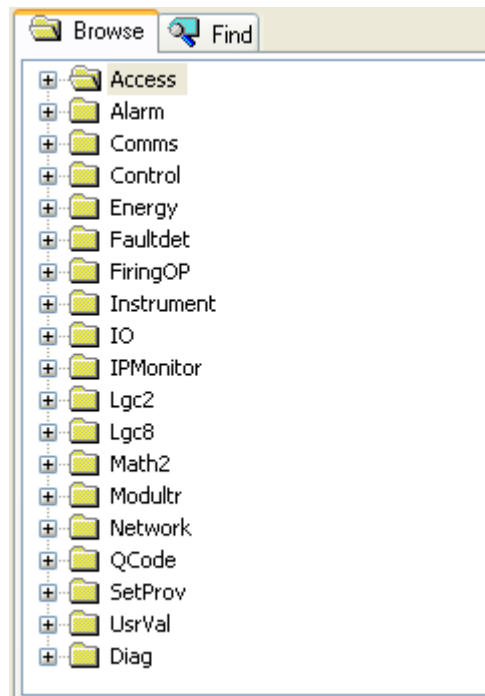 Browse Find
Access
Alarm
Comms
Control
Energy
Faultdet
FiringOP
Instrument
IO
IPMonitor
Lgc2
Lgc8
Math2
Modultr
Network
QCode
SetProv
UsrVal
Diag